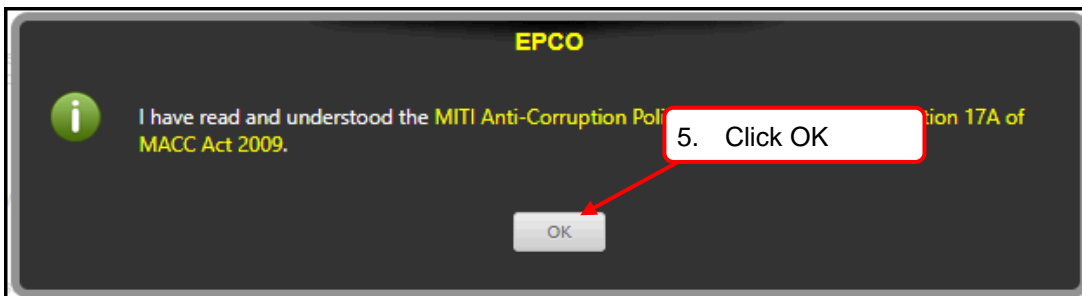 EPCO
I have read and understood the MITI Anti-Corruption Poli tion 17A of
MACC Act 2009.
5. Click OK
OK